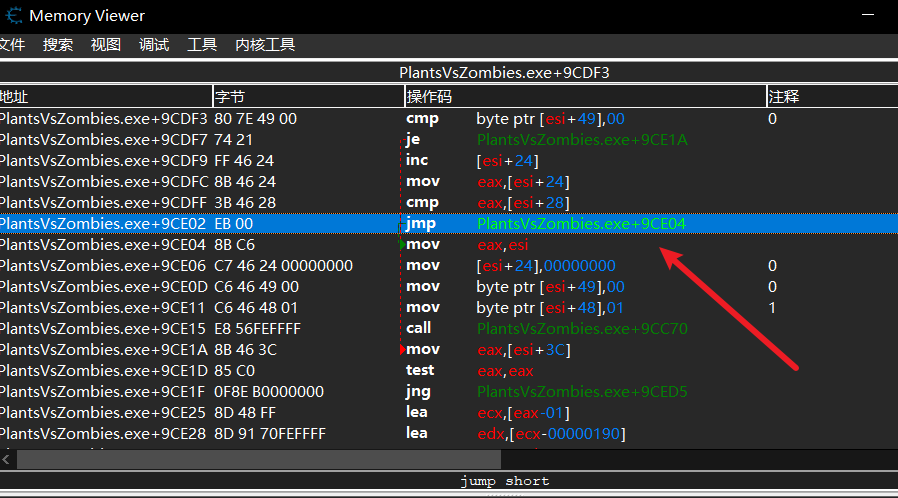 Memory Viewer
文件 搜索 视图 调试 工具 内核工具
PlantsVsZombies.exe+9CDF3
地址 字节 操作码 注释
PlantsVsZombies.exe+9CDF3 80 7E 49 00 cmp byte ptr [esi+49],00 0
PlantsVsZombies.exe+9CDF7 74 21 je PlantsVsZombies.exe+9CE1A
PlantsVsZombies.exe+9CDF9 FF 46 24 inc [esi+24]
PlantsVsZombies.exe+9CDFC 8B 46 24 mov eax,[esi+24]
PlantsVsZombies.exe+9CDFF 3B 46 28 cmp eax,[esi+28]
PlantsVsZombies.exe+9CE02 EB 00 jmp PlantsVsZombies.exe+9CE04
PlantsVsZombies.exe+9CE04 8B C6 mov eax,esi
PlantsVsZombies.exe+9CE06 C7 46 24 00000000 mov [esi+24],00000000 0
PlantsVsZombies.exe+9CE0D C6 46 49 00 mov byte ptr [esi+49],00 0
PlantsVsZombies.exe+9CE11 C6 46 48 01 mov byte ptr [esi+48],01 1
PlantsVsZombies.exe+9CE15 E8 56FEFFFF call PlantsVsZombies.exe+9CC70
PlantsVsZombies.exe+9CE1A 8B 46 3C mov eax,[esi+3C]
PlantsVsZombies.exe+9CE1D 85 C0 test eax,eax
PlantsVsZombies.exe+9CE1F 0F8E B0000000 jng PlantsVsZombies.exe+9CED5
PlantsVsZombies.exe+9CE25 8D 48 FF lea ecx,[eax-01]
PlantsVsZombies.exe+9CE28 8D 91 70FEFFFF lea edx,[ecx-00000190]
jump short